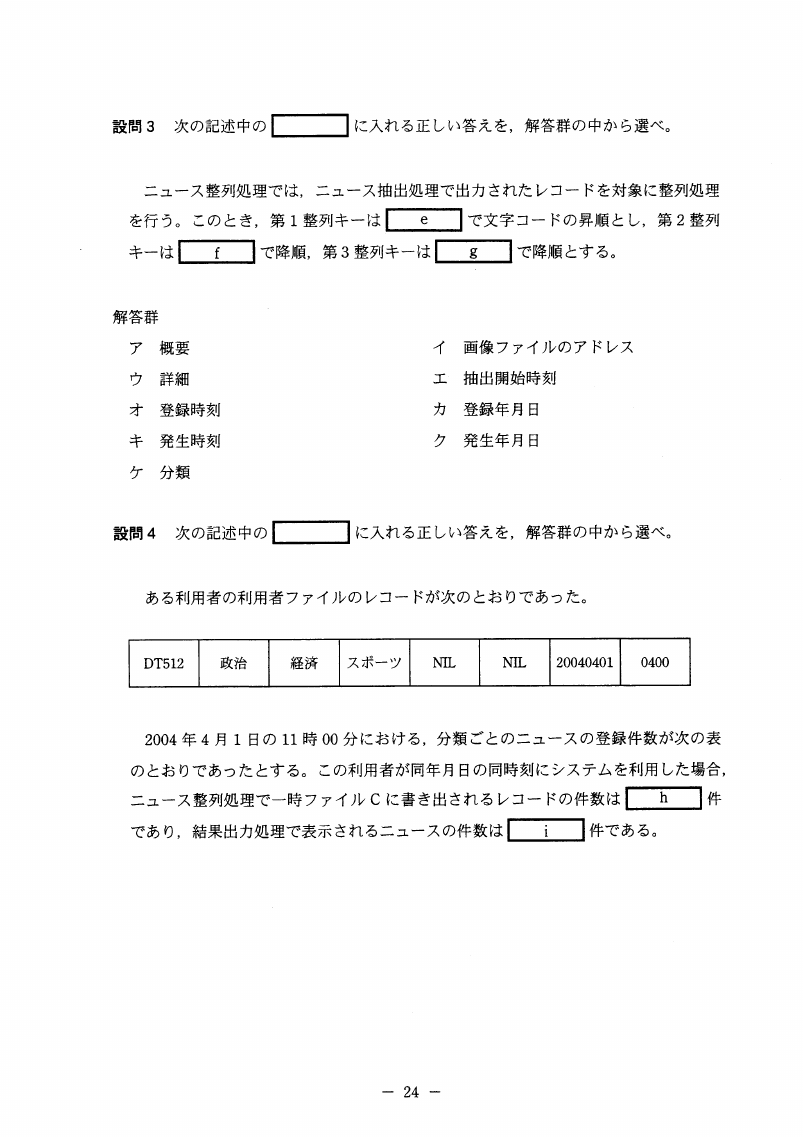 設問3 次の記述中の に入れる正しい答えを，解答群の中から選べ。
ニュース整列処理では，ニュース抽出処理で出力されたレコードを対象に整列処理
を行う。このとき，第1整列キーは e で文字コードの昇順とし，第2整列
キーは f で降順，第3整列キーは g で降順とする。
解答群
ア 概要 イ 画像ファイルのアドレス
ウ 詳細 エ 抽出開始時刻
オ 登録時刻 カ 登録年月日
キ 発生時刻 ク 発生年月日
ケ 分類
設問4 次の記述中の に入れる正しい答えを，解答群の中から選べ。
ある利用者の利用者ファイルのレコードが次のとおりであった。
DT512 政治 経済 スポーツ NIL NIL 20040401 0400
2004年4月1日の11時00分における，分類ごとのニュースの登録件数が次の表
のとおりであったとする。この利用者が同年月日の同時刻にシステムを利用した場合，
ニュース整列処理で一時ファイルCに書き出されるレコードの件数は h 件
であり，結果出力処理で表示されるニュースの件数は i 件である。
− 24 −